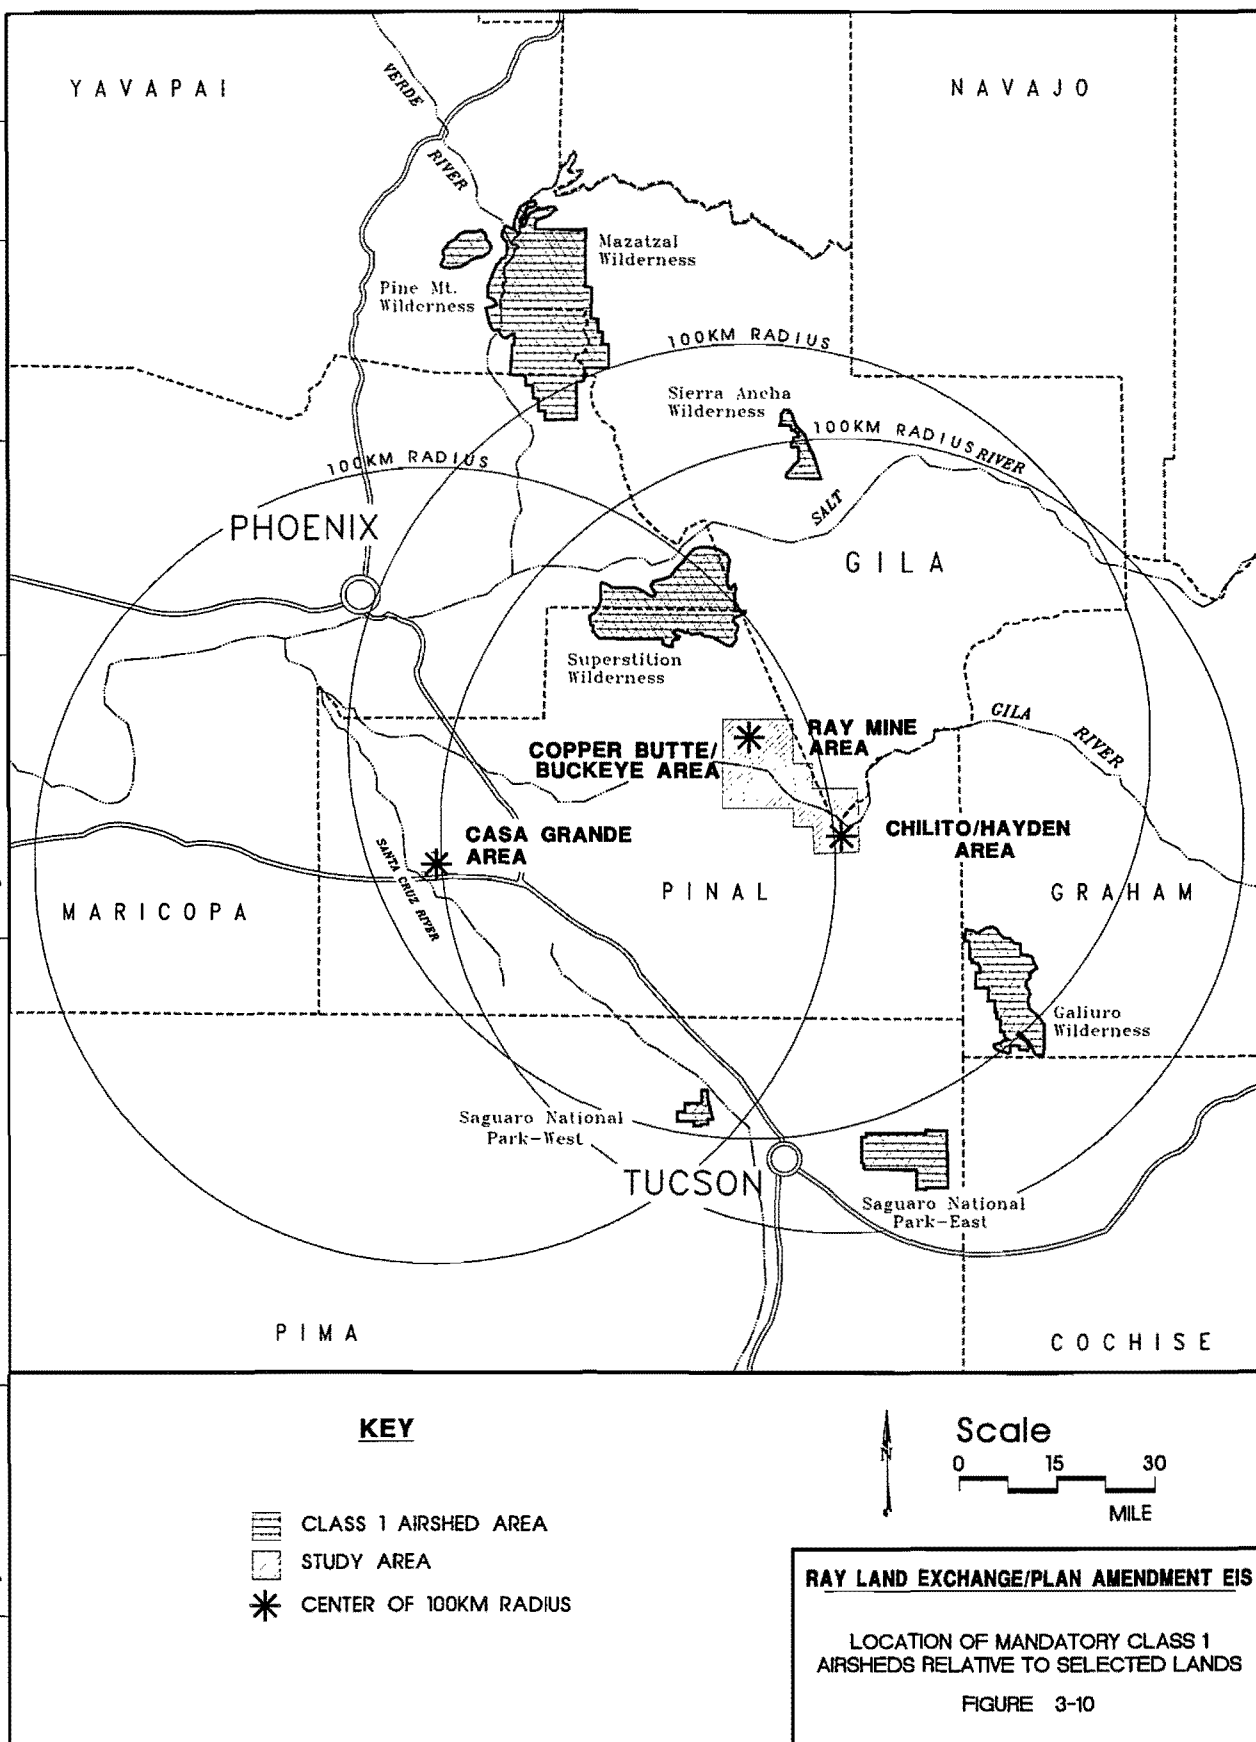 YAVAPAI
NAVAJO
VERDE
RIVER
Mazatzal
Wilderness
Pine Mt.
Wilderness
100KM RADIUS
Sierra Ancha
Wilderness
100KM RADIUS
RIVER
100KM RADIUS
SALT
PHOENIX
GILA
Superstition
Wilderness
GILA
RIVER
RAY MINE
AREA
COPPER BUTTE/
BUCKEYE AREA
CASA GRANDE
AREA
CHILITO/HAYDEN
AREA
SANTA CRUZ RIVER
PINAL
GRAHAM
MARICOPA
Galiuro
Wilderness
Saguaro National
Park-West
TUCSON
Saguaro National
Park-East
PIMA
COCHISE
KEY
CLASS 1 AIRSHED AREA
STUDY AREA
CENTER OF 100KM RADIUS
N
Scale
0 15 30
MILE
RAY LAND EXCHANGE/PLAN AMENDMENT EIS
LOCATION OF MANDATORY CLASS 1
AIRSHEDS RELATIVE TO SELECTED LANDS
FIGURE 3-10